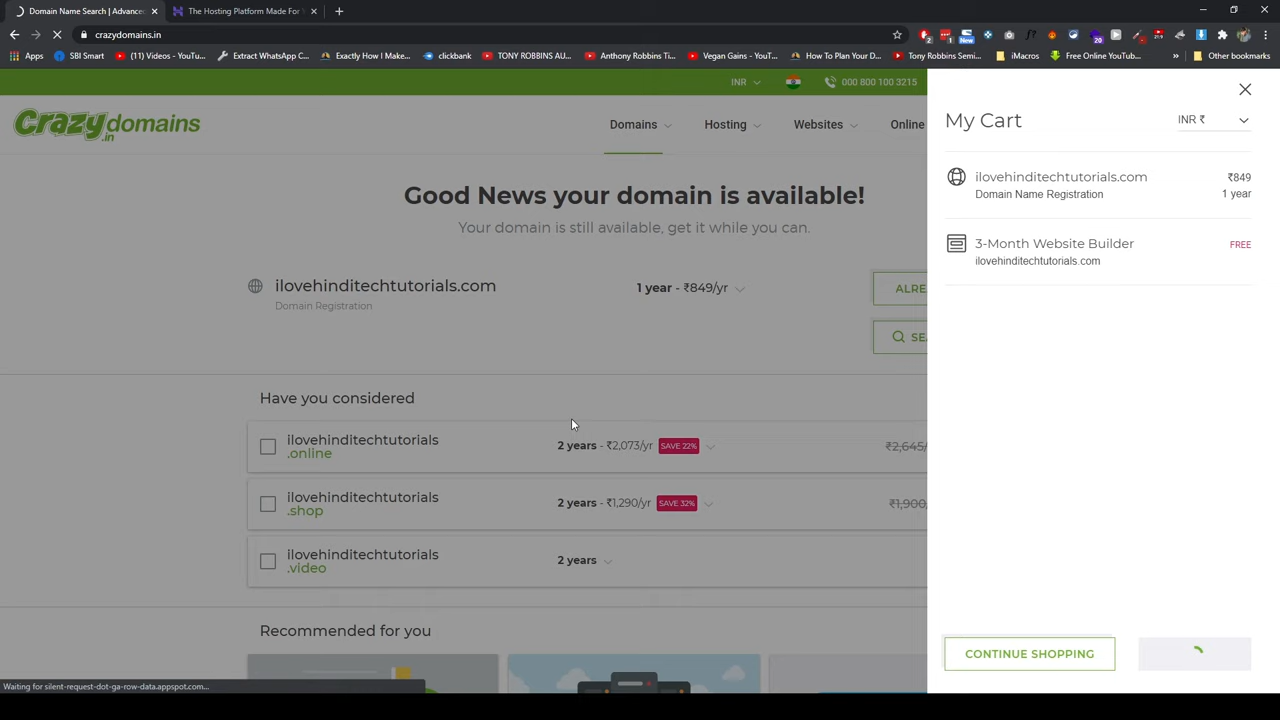 Domain Name Search | Advanced
The Hosting Platform Made For Y
crazydomains.in
Apps
SBI Smart
(11) Videos - YouTu...
Extract WhatsApp C...
Exactly How I Make...
clickbank
TONY ROBBINS AU...
Anthony Robbins Ti...
Vegan Gains - YouT...
How To Plan Your D...
Tony Robbins Semi...
iMacros
Free Online YouTub...
Other bookmarks
INR
000 800 100 3215
Crazydomains
.in
Domains
Hosting
Websites
Online
Good News your domain is available!
Your domain is still available, get it while you can.
ilovehinditechtutorials.com
1 year - ₹849/yr
ALRE
Domain Registration
SEA
Have you considered
ilovehinditechtutorials
.online
2 years - ₹2,073/yr
SAVE 22%
₹2,645/
ilovehinditechtutorials
.shop
2 years - ₹1,290/yr
SAVE 32%
₹1,900/
ilovehinditechtutorials
.video
2 years
Recommended for you
Waiting for silent-request-dot-ga-row-data.appspot.com...
My Cart
INR ₹
ilovehinditechtutorials.com
₹849
Domain Name Registration
1 year
3-Month Website Builder
FREE
ilovehinditechtutorials.com
CONTINUE SHOPPING